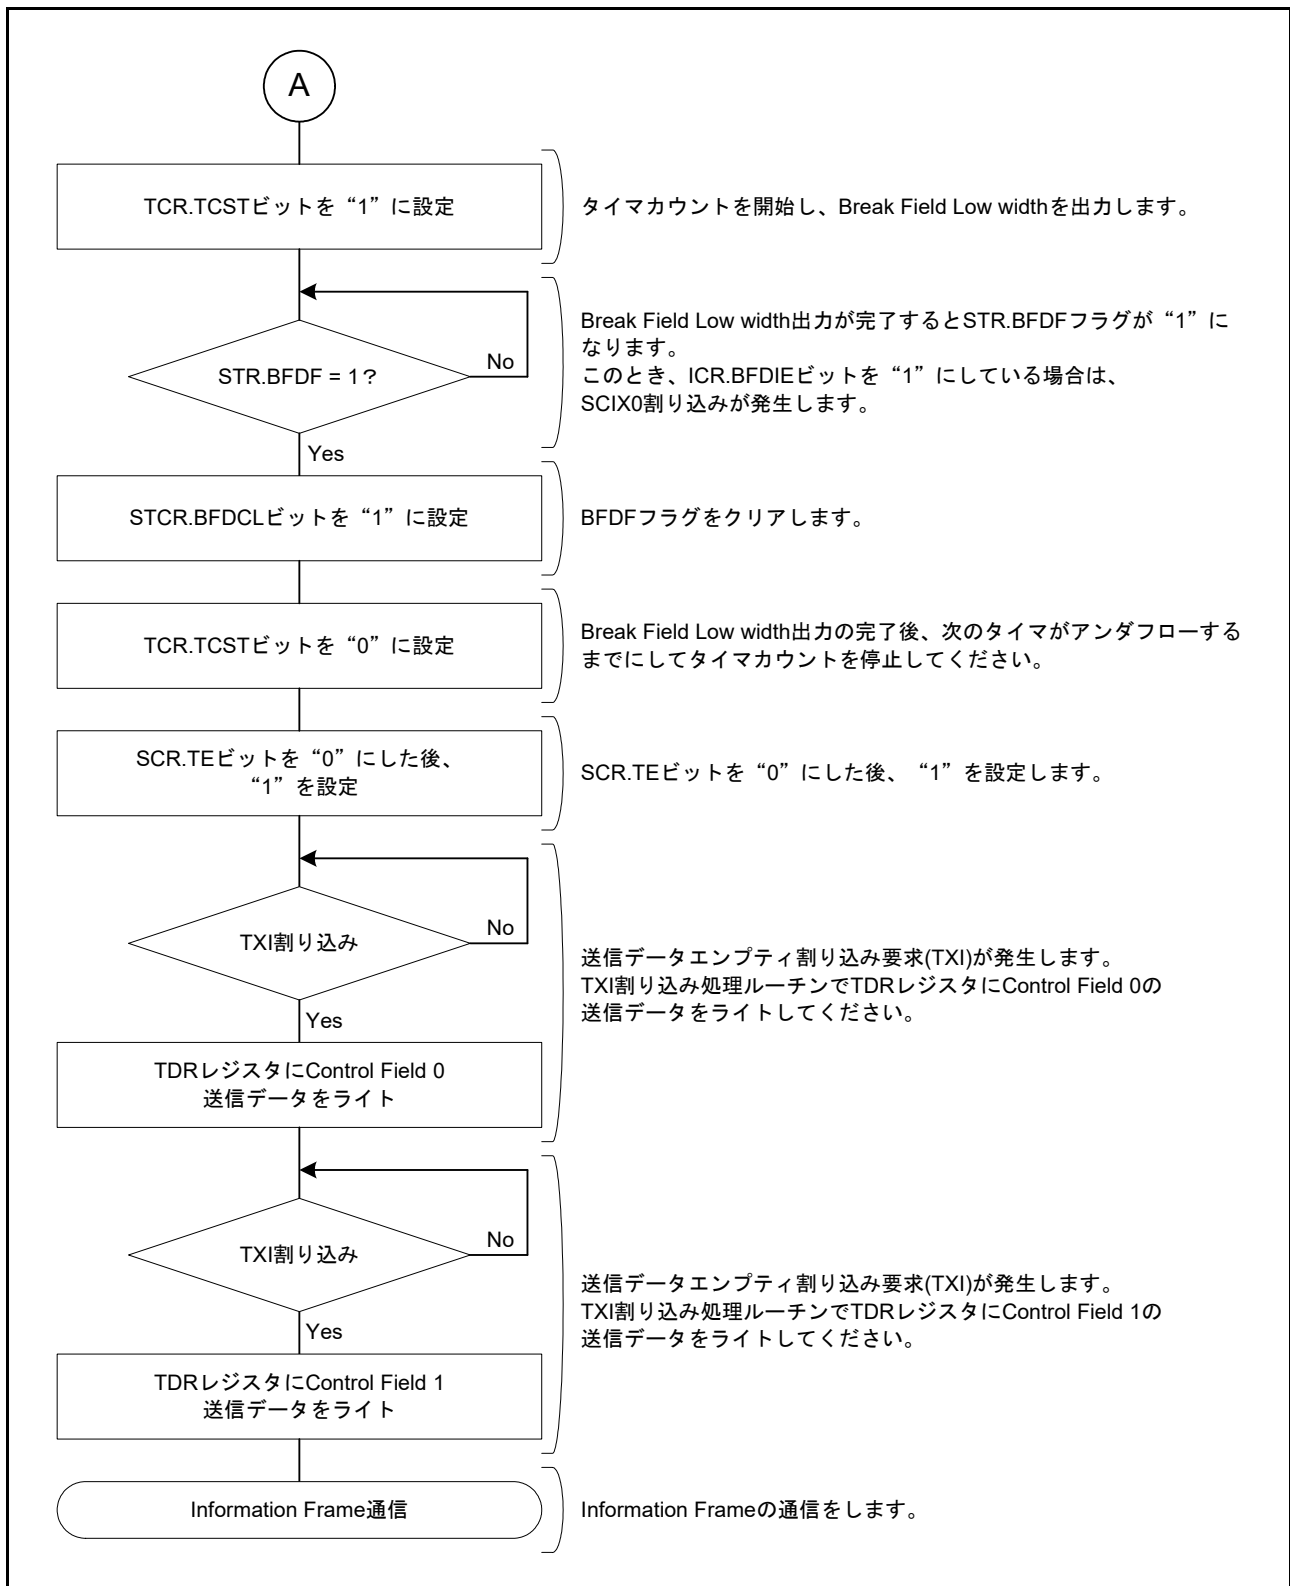 A
TCR.TCSTビットを“1”に設定
タイマカウントを開始し、Break Field Low widthを出力します。
STR.BFDF = 1？
No
Yes
Break Field Low width出力が完了するとSTR.BFDFフラグが“1”に
なります。
このとき、ICR.BFDIEビットを“1”にしている場合は、
SCIX0割り込みが発生します。
STCR.BFDCLビットを“1”に設定
BFDFフラグをクリアします。
TCR.TCSTビットを“0”に設定
Break Field Low width出力の完了後、次のタイマがアンダフローする
までにしてタイマカウントを停止してください。
SCR.TEビットを“0”にした後、
“1”を設定
SCR.TEビットを“0”にした後、“1”を設定します。
TXI割り込み
No
Yes
TDRレジスタにControl Field 0
送信データをライト
送信データエンプティ割り込み要求(TXI)が発生します。
TXI割り込み処理ルーチンでTDRレジスタにControl Field 0の
送信データをライトしてください。
TXI割り込み
No
Yes
TDRレジスタにControl Field 1
送信データをライト
送信データエンプティ割り込み要求(TXI)が発生します。
TXI割り込み処理ルーチンでTDRレジスタにControl Field 1の
送信データをライトしてください。
Information Frame通信
Information Frameの通信をします。